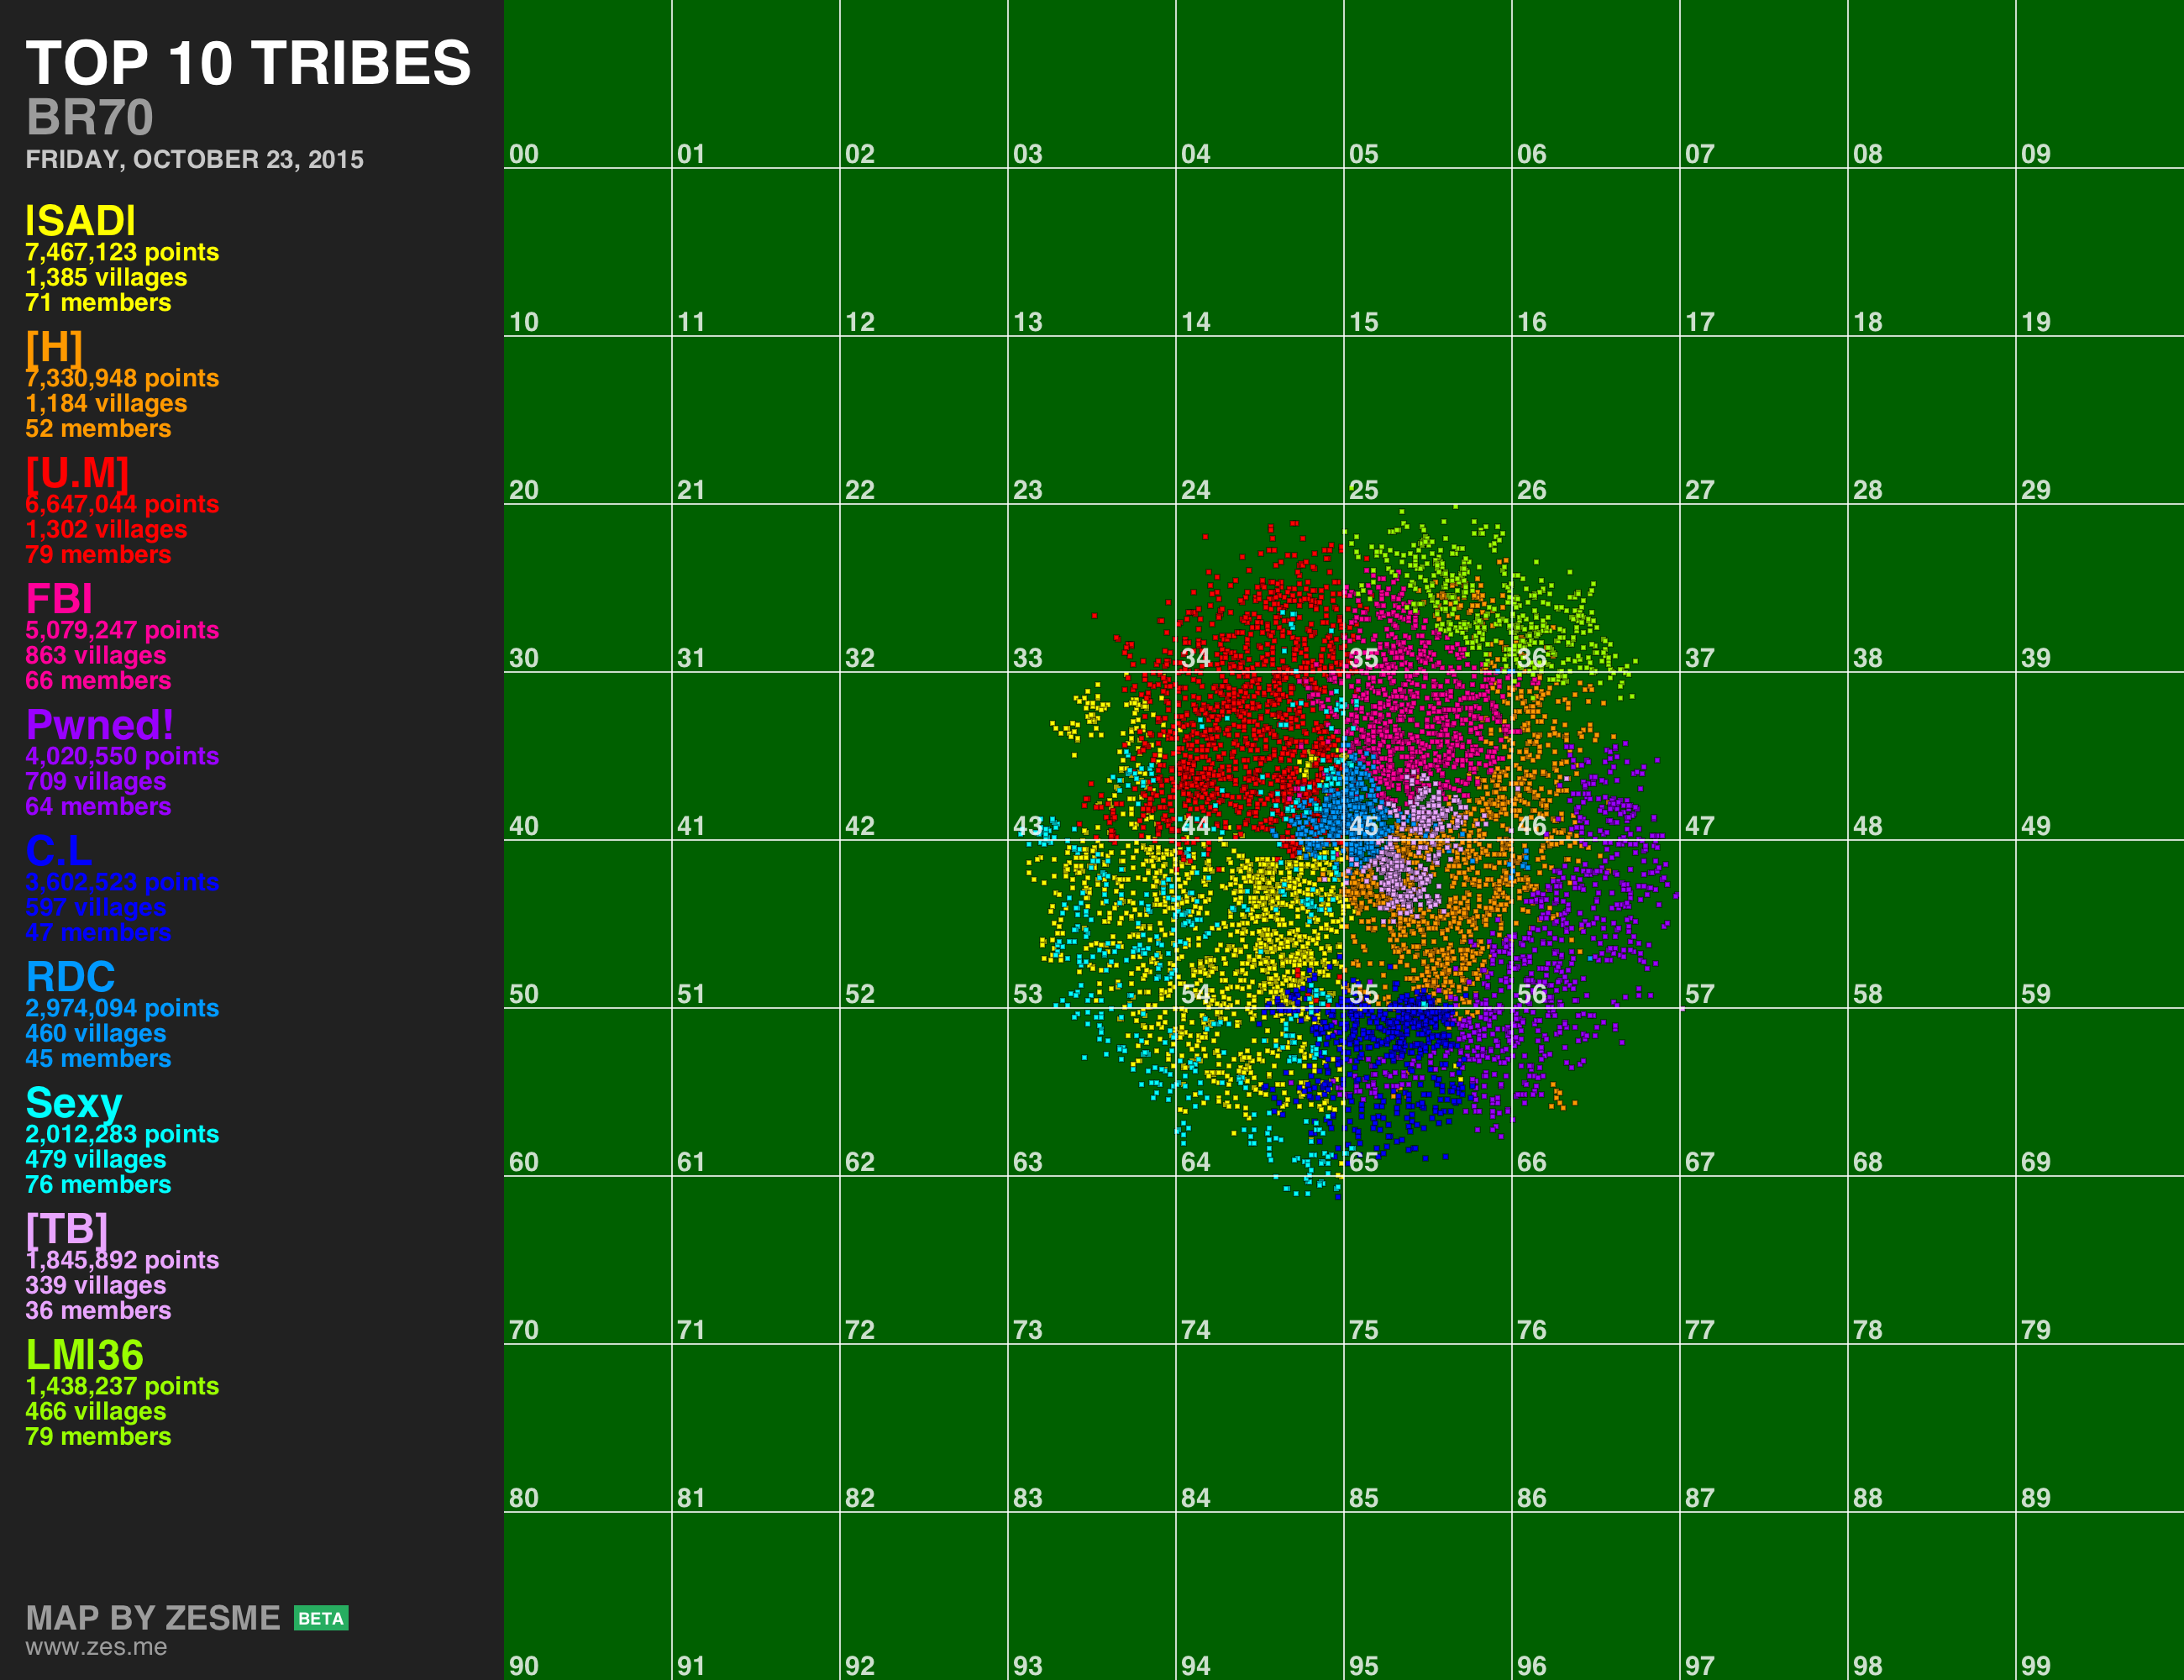 TOP 10 TRIBES
BR70
FRIDAY, OCTOBER 23, 2015
|SAD|
7,467,123 points
1,385 villages
71 members
[H]
7,330,948 points
1,184 villages
52 members
[U.M]
6,647,044 points
1,302 villages
79 members
FBI
5,079,247 points
863 villages
66 members
Pwned!
4,020,550 points
709 villages
64 members
C.L
3,602,523 points
597 villages
47 members
RDC
2,974,094 points
460 villages
45 members
Sexy
2,012,283 points
479 villages
76 members
[TB]
1,845,892 points
339 villages
36 members
LMI36
1,438,237 points
466 villages
79 members
MAP BY ZESME BETA
www.zes.me
00 01 02 03 04 05 06 07 08 09
10 11 12 13 14 15 16 17 18 19
20 21 22 23 24 25 26 27 28 29
30 31 32 33 34 35 36 37 38 39
40 41 42 43 44 45 46 47 48 49
50 51 52 53 54 55 56 57 58 59
60 61 62 63 64 65 66 67 68 69
70 71 72 73 74 75 76 77 78 79
80 81 82 83 84 85 86 87 88 89
90 91 92 93 94 95 96 97 98 99